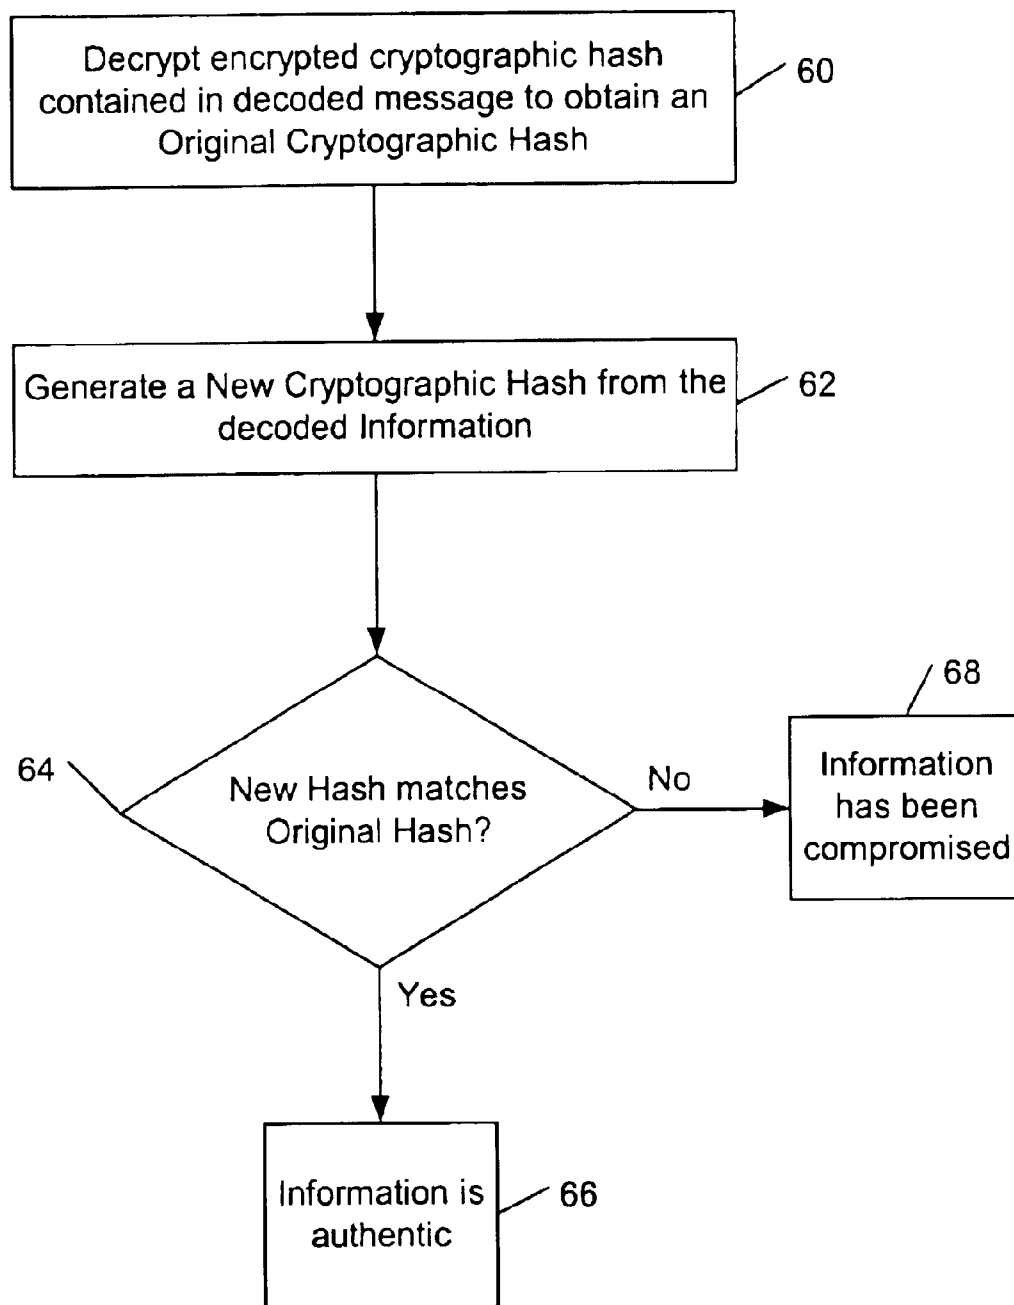 Decrypt encrypted cryptographic hash
contained in decoded message to obtain an
Original Cryptographic Hash
60
Generate a New Cryptographic Hash from the
decoded Information
62
64
New Hash matches
Original Hash?
No
68
Information
has been
compromised
Yes
Information is
authentic
66